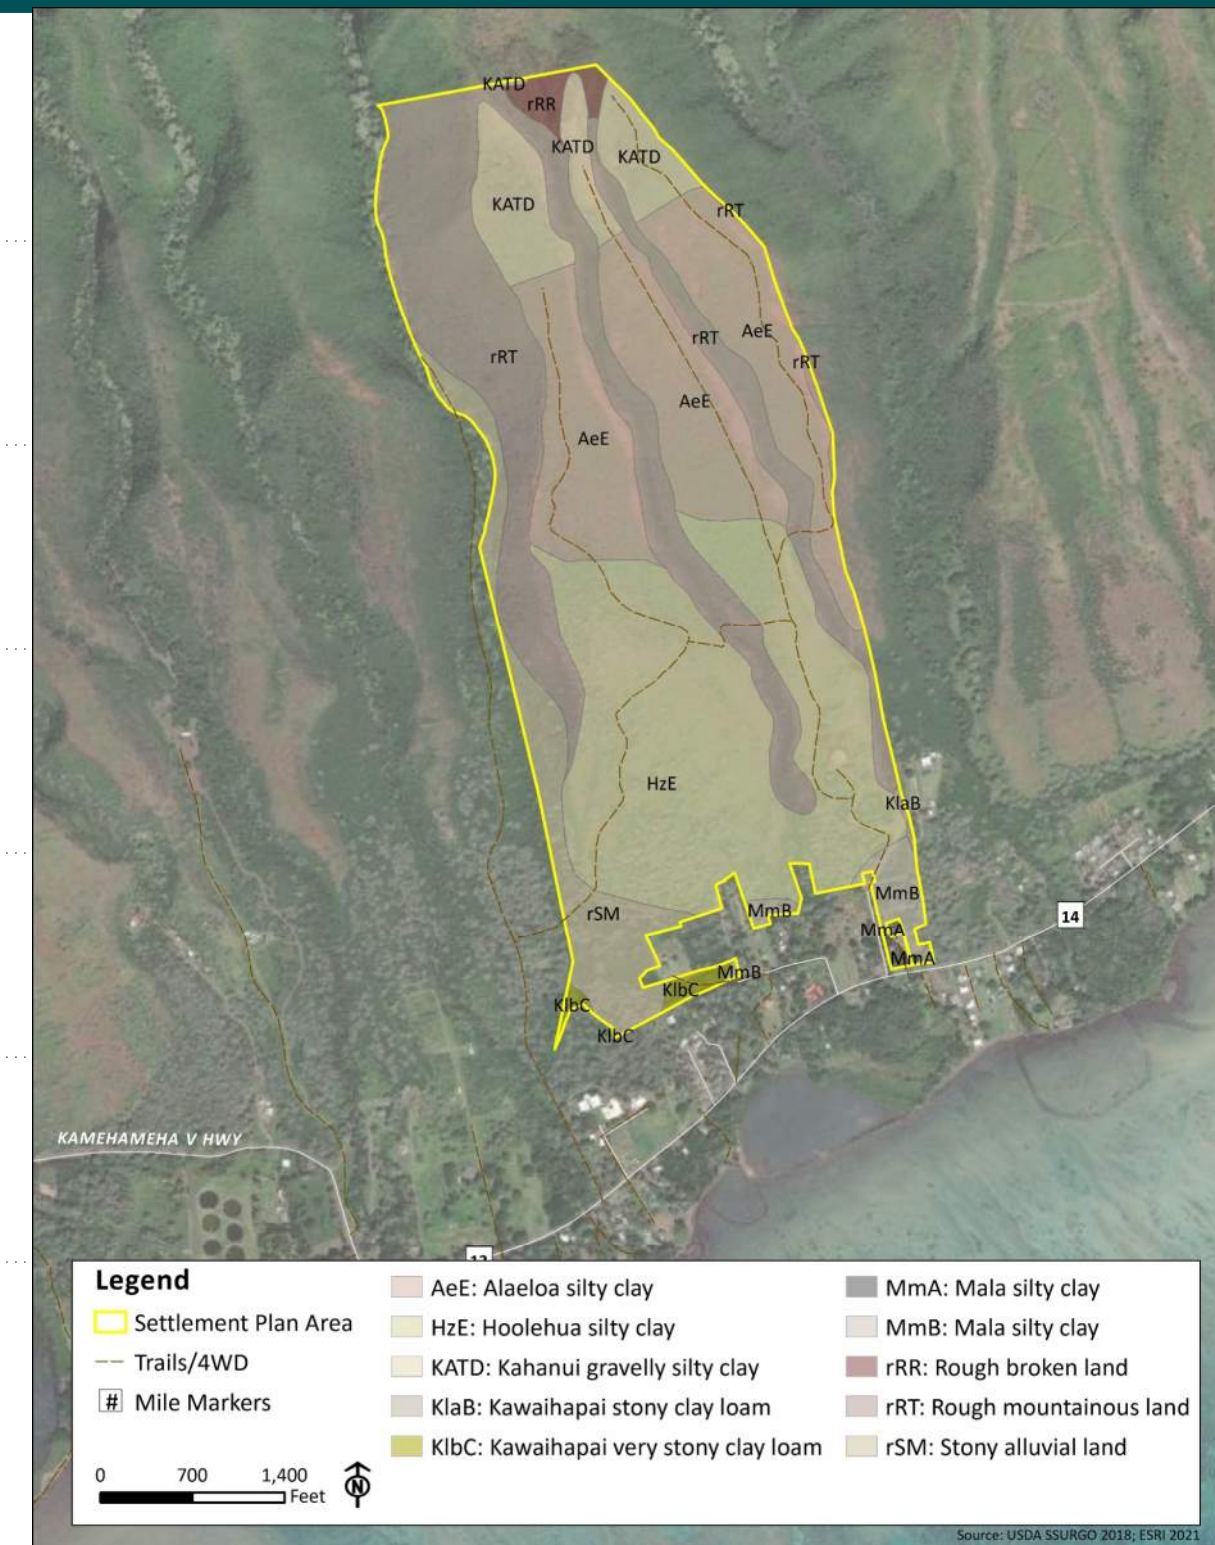 KATD
rRR
KATD
KATD
KATD
rRT
rRT
AeE
rRT
rRT
AeE
AeE
HzE
KlaB
MmB
MmB
rSM
MmA
MmA
MmB
KlbC
KlbC
KlbC
14
KAMEHAMEHA V HWY
Legend
Settlement Plan Area
Trails/4WD
# Mile Markers
0 700 1,400
Feet
N
AeE: Alaeloa silty clay
HzE: Hoolehua silty clay
KATD: Kahanui gravelly silty clay
KlaB: Kawaihapai stony clay loam
KlbC: Kawaihapai very stony clay loam
MmA: Mala silty clay
MmB: Mala silty clay
rRR: Rough broken land
rRT: Rough mountainous land
rSM: Stony alluvial land
Source: USDA SSURGO 2018; ESRI 2021